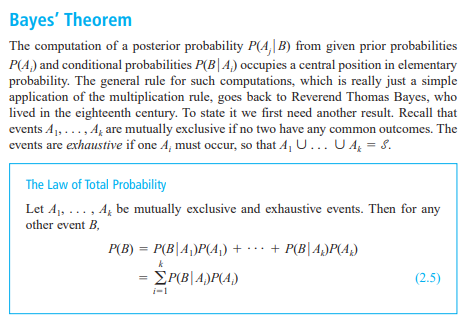 Bayes' Theorem
The computation of a posterior probability P(Aⱼ|B) from given prior probabilities
P(Aᵢ) and conditional probabilities P(B|Aᵢ) occupies a central position in elementary
probability. The general rule for such computations, which is really just a simple
application of the multiplication rule, goes back to Reverend Thomas Bayes, who
lived in the eighteenth century. To state it we first need another result. Recall that
events A₁, . . . , Aₖ are mutually exclusive if no two have any common outcomes. The
events are exhaustive if one Aᵢ must occur, so that A₁ ∪ . . . ∪ Aₖ = 𝒮.
The Law of Total Probability
Let A₁, . . . , Aₖ be mutually exclusive and exhaustive events. Then for any
other event B,
P(B) = P(B|A₁)P(A₁) + ··· + P(B|Aₖ)P(Aₖ)
k
= ΣP(B|Aᵢ)P(Aᵢ) (2.5)
i=1